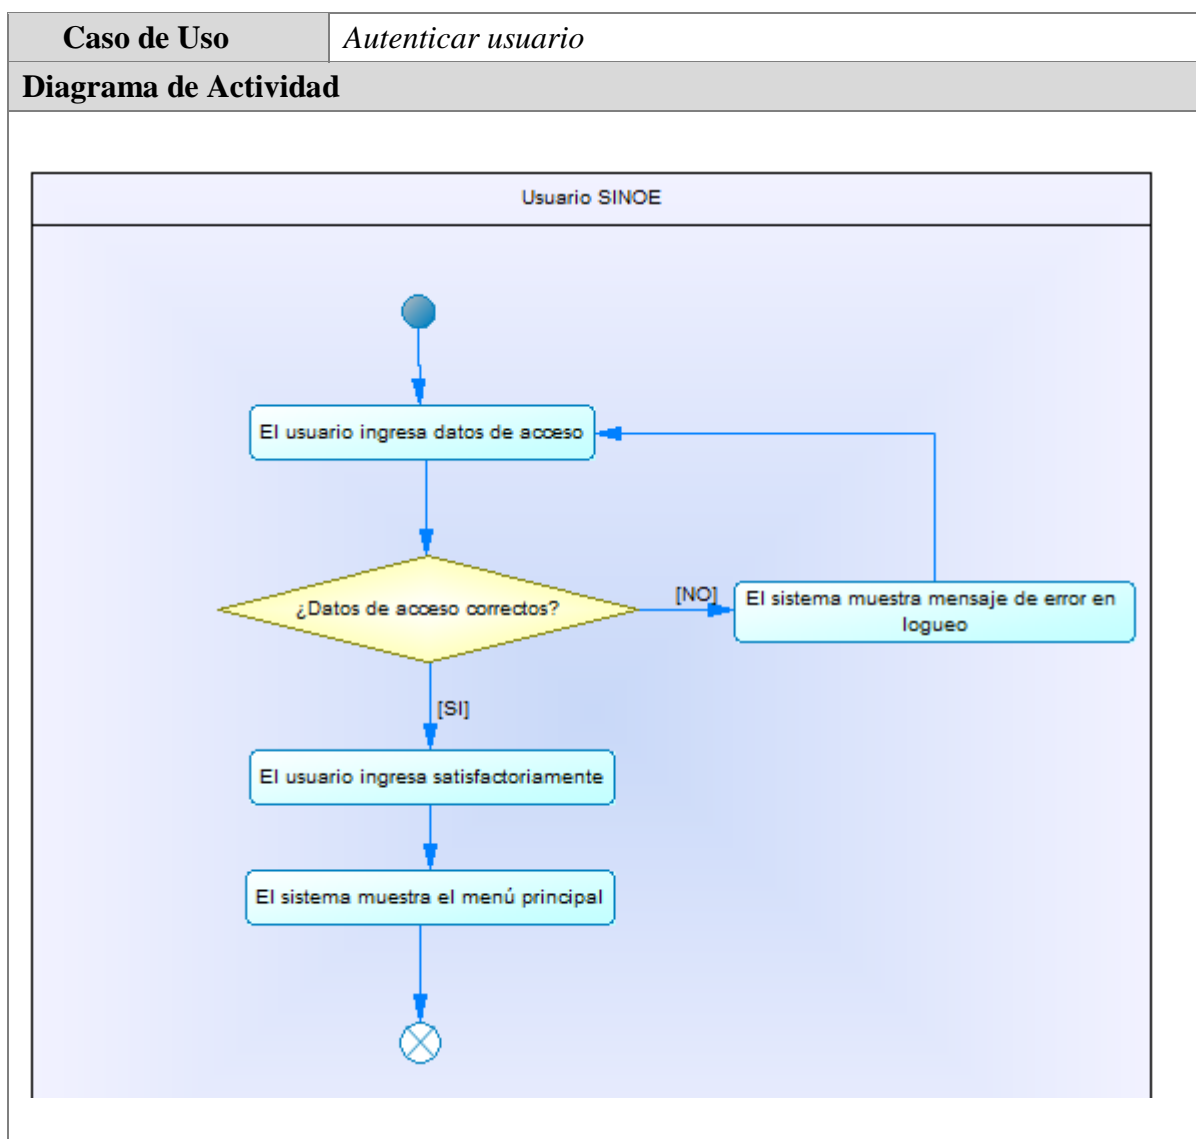 Caso de Uso
Autenticar usuario
Diagrama de Actividad
Usuario SINOE
El usuario ingresa datos de acceso
¿Datos de acceso correctos?
[NO]
El sistema muestra mensaje de error en
logueo
[SI]
El usuario ingresa satisfactoriamente
El sistema muestra el menú principal